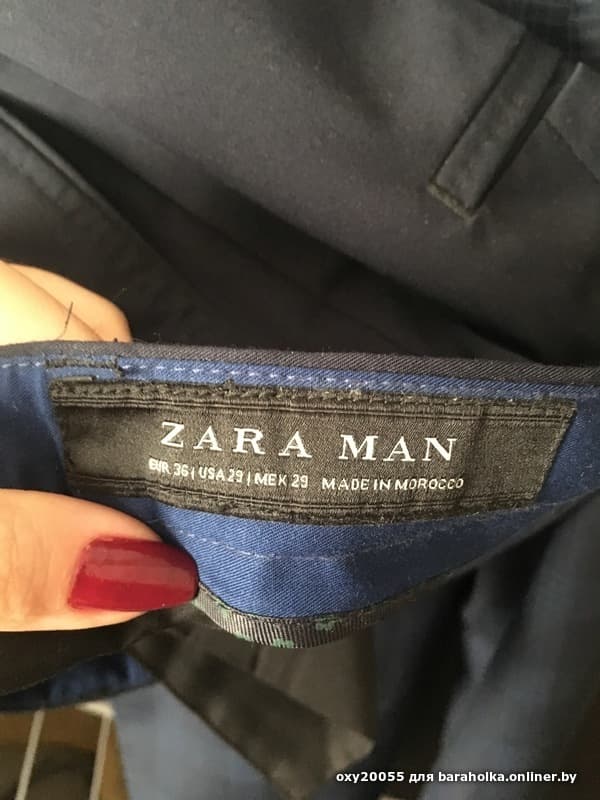 ZARA MAN
EUR 36 | USA 29 | MEX 29 MADE IN MOROCCO
oxy20055 для baraholka.onliner.by